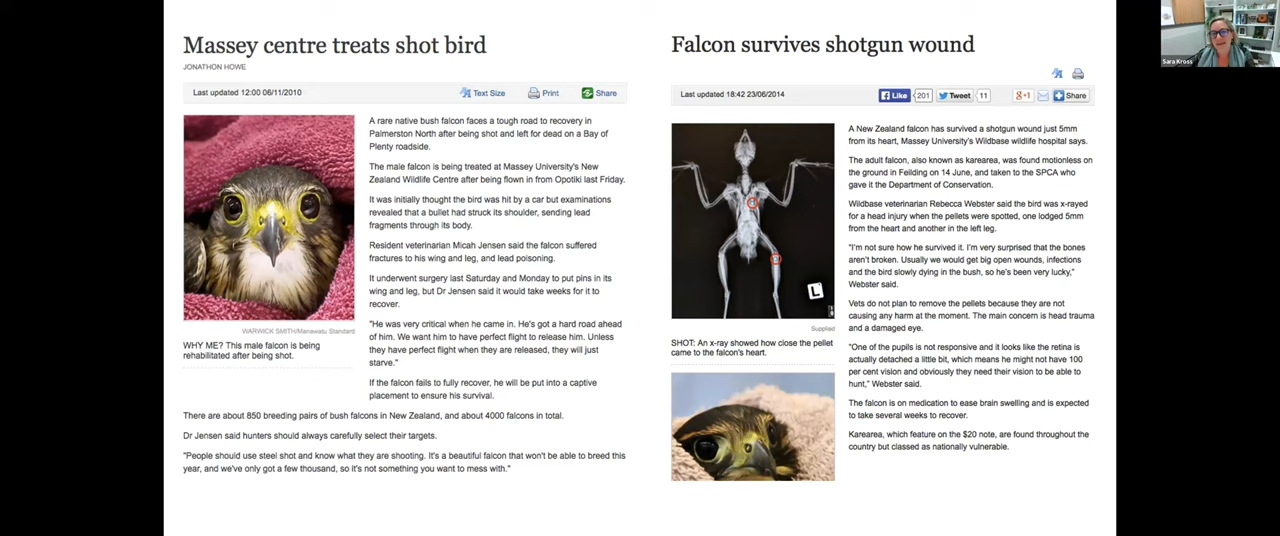 Massey centre treats shot bird
JONATHON HOWE
Last updated 12:00 06/11/2010
Text Size
Print
Share
A rare native bush falcon faces a tough road to recovery in
Palmerston North after being shot and left for dead on a Bay of
Plenty roadside.
The male falcon is being treated at Massey University's New
Zealand Wildlife Centre after being flown in from Opotiki last Friday.
It was initially thought the bird was hit by a car but examinations
revealed that a bullet had struck its shoulder, sending lead
fragments through its body.
Resident veterinarian Micah Jensen said the falcon suffered
fractures to his wing and leg, and lead poisoning.
It underwent surgery last Saturday and Monday to put pins in its
wing and leg, but Dr Jensen said it would take weeks for it to
recover.
"He was very critical when he came in. He's got a hard road ahead
of him. We want him to have perfect flight to release him. Unless
they have perfect flight when they are released, they will just
starve."
If the falcon fails to fully recover, he will be put into a captive
placement to ensure his survival.
WARWICK SMITH/Manawatu Standard
WHY ME? This male falcon is being
rehabilitated after being shot.
There are about 850 breeding pairs of bush falcons in New Zealand, and about 4000 falcons in total.
Dr Jensen said hunters should always carefully select their targets.
"People should use steel shot and know what they are shooting. It's a beautiful falcon that won't be able to breed this
year, and we've only got a few thousand, so it's not something you want to mess with."
Falcon survives shotgun wound
Last updated 18:42 23/06/2014
Like
201
Tweet
11
g+1
Share
A New Zealand falcon has survived a shotgun wound just 5mm
from its heart, Massey University's Wildbase wildlife hospital says.
The adult falcon, also known as karearea, was found motionless on
the ground in Feilding on 14 June, and taken to the SPCA who
gave it the Department of Conservation.
Wildbase veterinarian Rebecca Webster said the bird was x-rayed
for a head injury when the pellets were spotted, one lodged 5mm
from the heart and another in the left leg.
"I'm not sure how he survived it. I'm very surprised that the bones
aren't broken. Usually we would get big open wounds, infections
and the bird slowly dying in the bush, so he's been very lucky,"
Webster said.
Vets do not plan to remove the pellets because they are not
causing any harm at the moment. The main concern is head trauma
and a damaged eye.
"One of the pupils is not responsive and it looks like the retina is
actually detached a little bit, which means he might not have 100
per cent vision and obviously they need their vision to be able to
hunt," Webster said.
The falcon is on medication to ease brain swelling and is expected
to take several weeks to recover.
Karearea, which feature on the $20 note, are found throughout the
country but classed as nationally vulnerable.
L
Supplied
SHOT: An x-ray showed how close the pellet
came to the falcon's heart.
Sara Kross